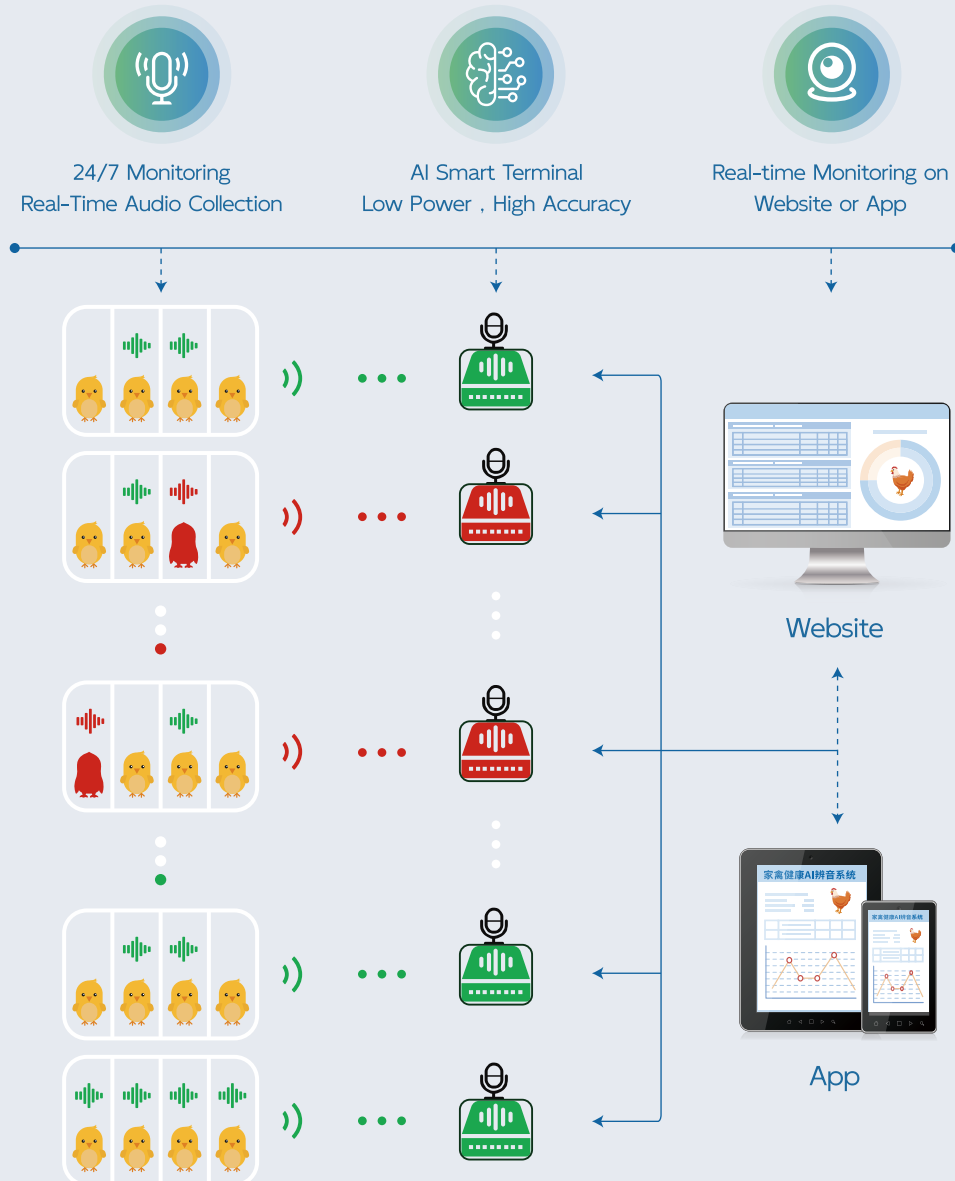 24/7 Monitoring
Real-Time Audio Collection
AI Smart Terminal
Low Power , High Accuracy
Real-time Monitoring on
Website or App
Website
家禽健康AI辨音系统
家禽健康AI辨音系统
App